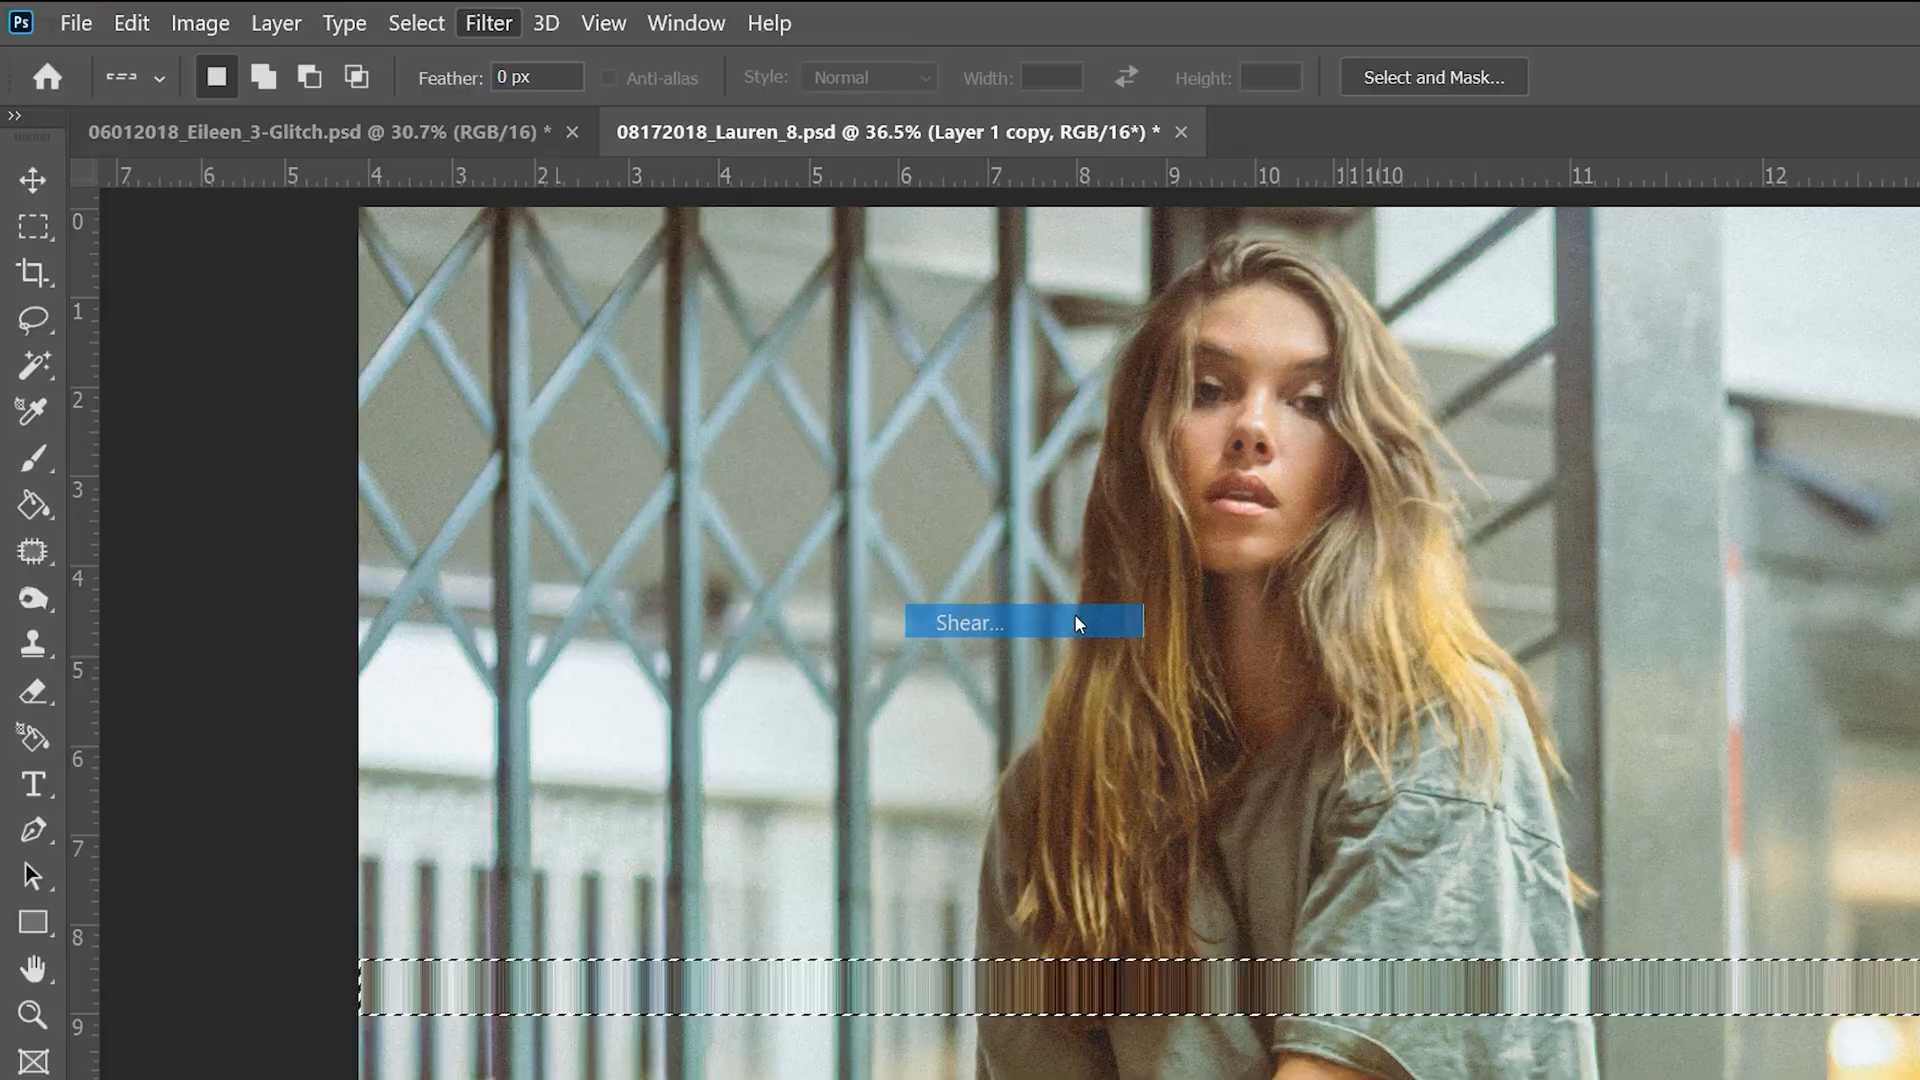 Ps File Edit Image Layer Type Select Filter 3D View Window Help
Feather: 0 px Anti-alias Style: Normal Width: Height: Select and Mask...
06012018_Eileen_3-Glitch.psd @ 30.7% (RGB/16) * × 08172018_Lauren_8.psd @ 36.5% (Layer 1 copy, RGB/16*) * ×
7 6 5 4 3 2 3 4 5 6 7 8 9 10 11 10 11 12
0
1
2
3
4
Shear...
5
6
7
8
9